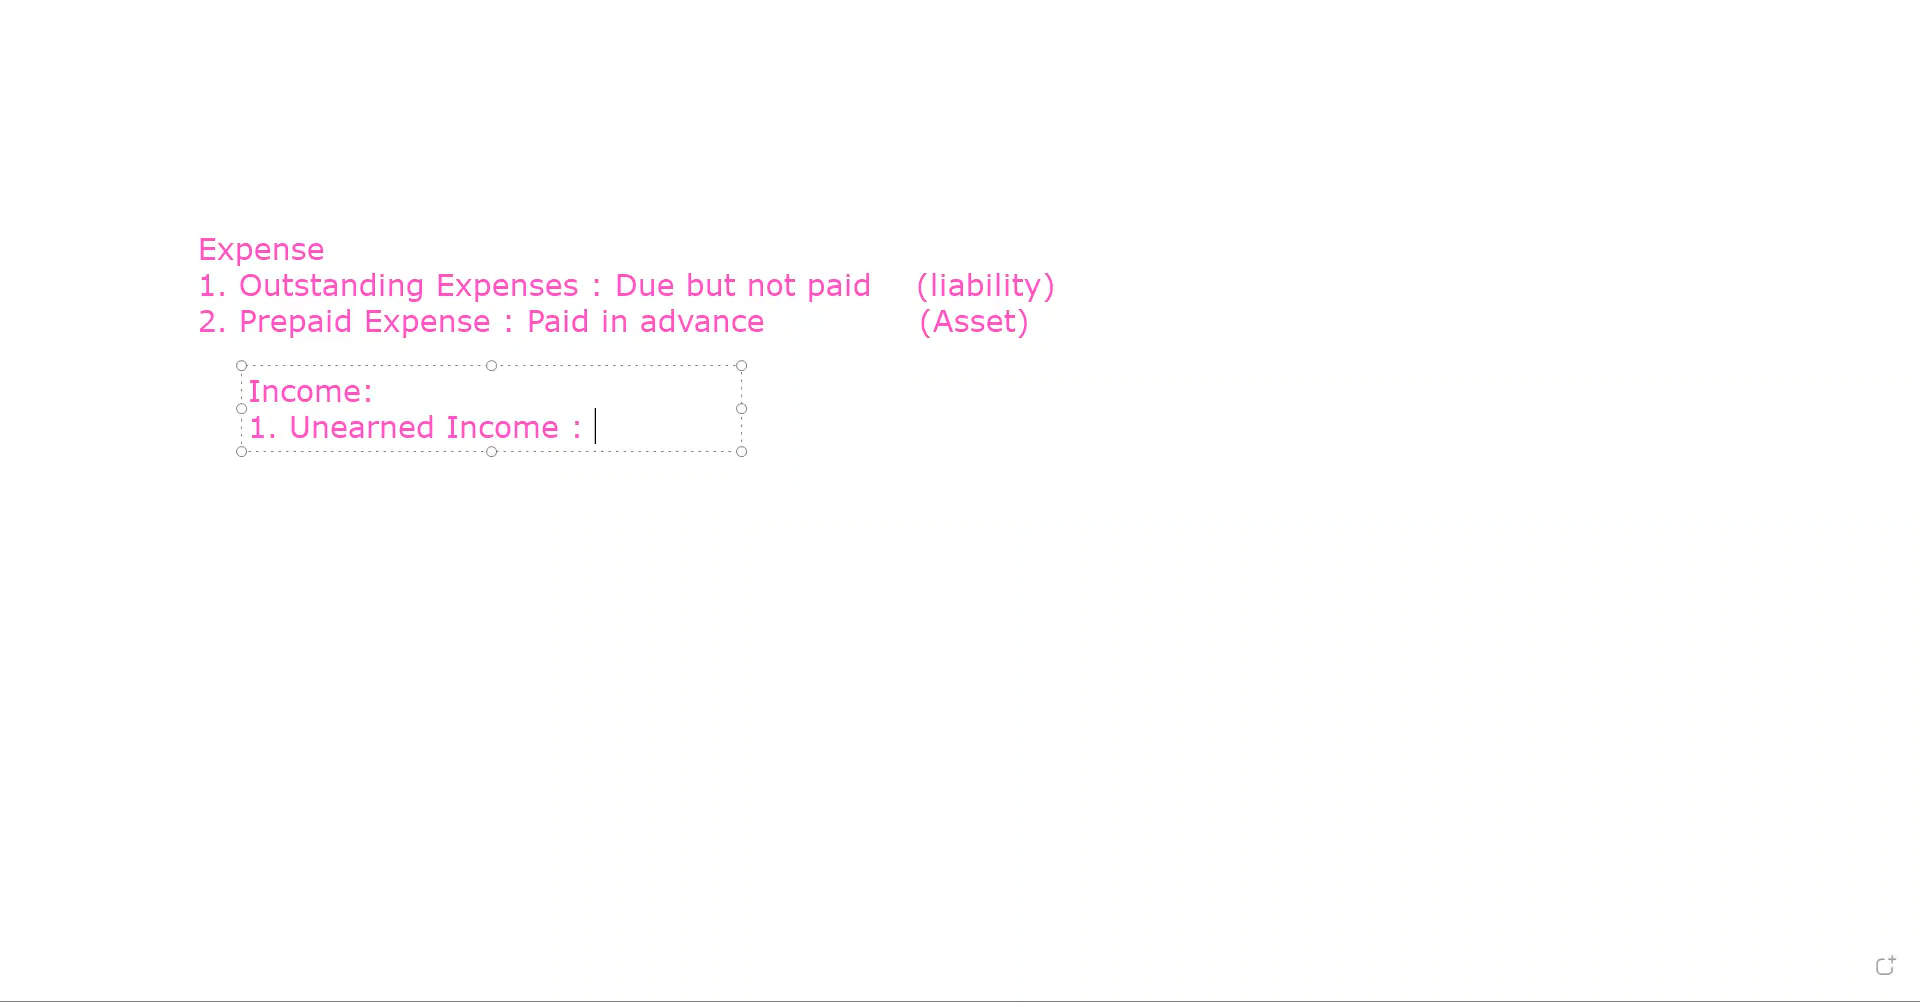 Expense
1. Outstanding Expenses : Due but not paid (liability)
2. Prepaid Expense : Paid in advance (Asset)
Income:
1. Unearned Income :